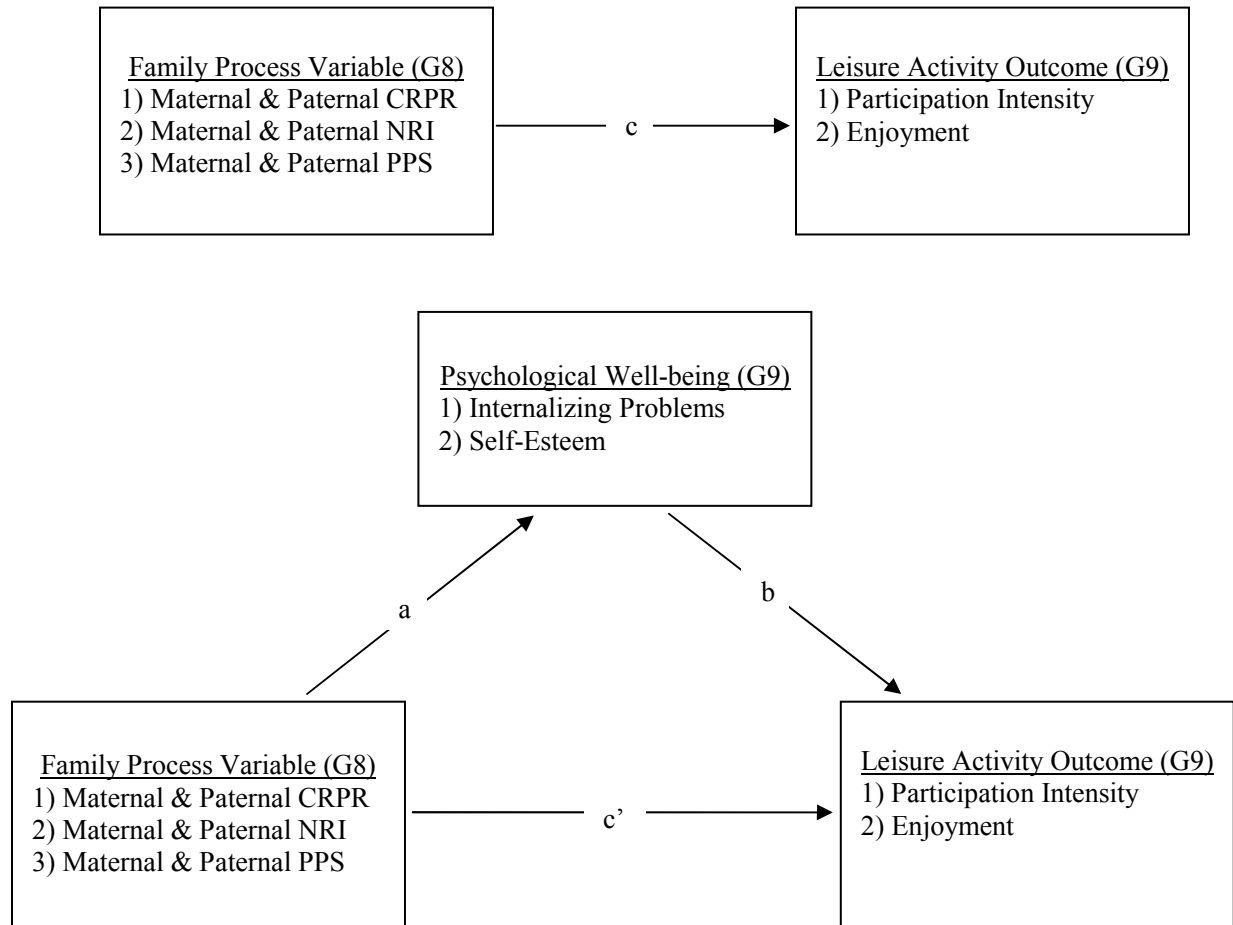 Family Process Variable (G8)
1) Maternal & Paternal CRPR
2) Maternal & Paternal NRI
3) Maternal & Paternal PPS
c
Leisure Activity Outcome (G9)
1) Participation Intensity
2) Enjoyment
Psychological Well-being (G9)
1) Internalizing Problems
2) Self-Esteem
a
b
Family Process Variable (G8)
1) Maternal & Paternal CRPR
2) Maternal & Paternal NRI
3) Maternal & Paternal PPS
c’
Leisure Activity Outcome (G9)
1) Participation Intensity
2) Enjoyment